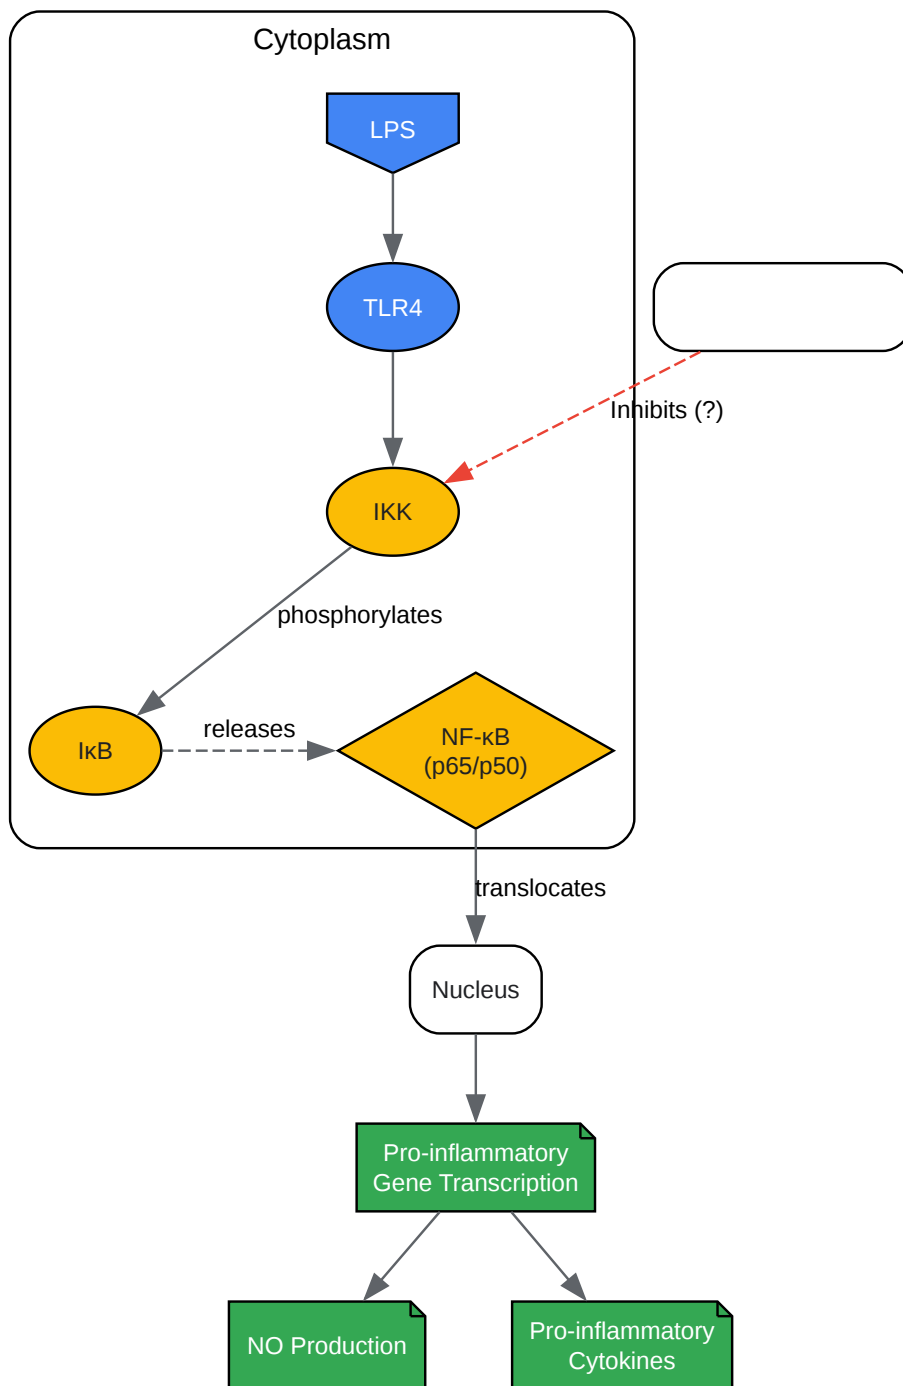 Cytoplasm
LPS
TLR4
Inhibits (?)
IKK
phosphorylates
IκB
releases
NF-κB
(p65/p50)
translocates
Nucleus
Pro-inflammatory
Gene Transcription
NO Production
Pro-inflammatory
Cytokines